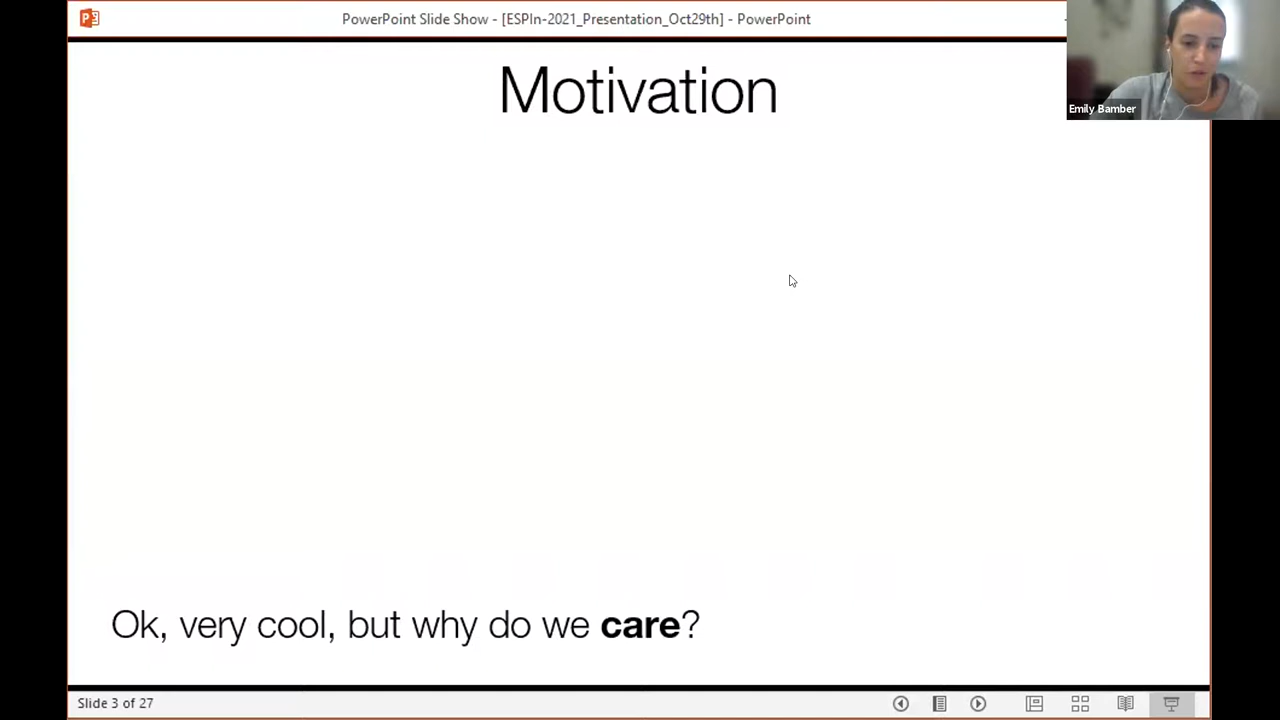 PowerPoint Slide Show - [ESPIn-2021_Presentation_Oct29th] - PowerPoint
Motivation
Emily Bamber
Ok, very cool, but why do we care?
Slide 3 of 27